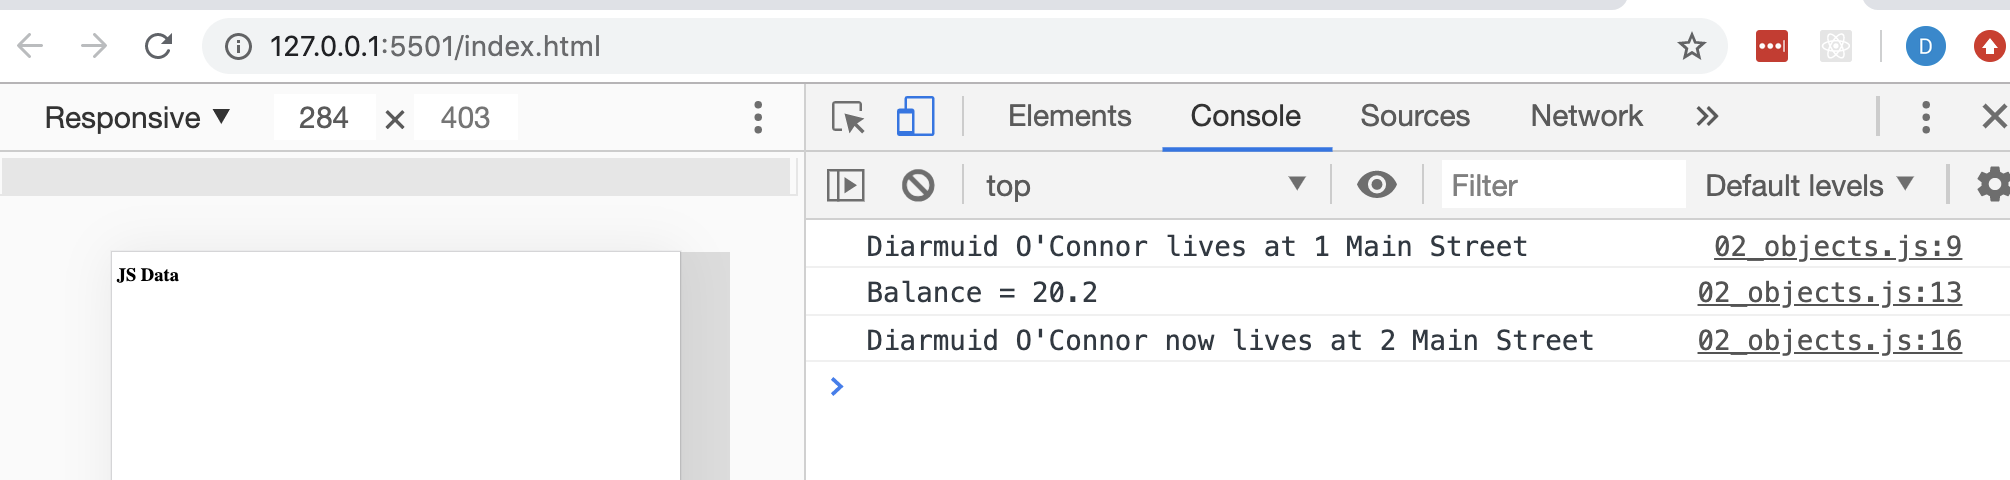 127.0.0.1:5501/index.html
D
Responsive ▼ 284 × 403
Elements Console Sources Network »
top ▼ Filter Default levels ▼
JS Data
Diarmuid O'Connor lives at 1 Main Street 02_objects.js:9
Balance = 20.2 02_objects.js:13
Diarmuid O'Connor now lives at 2 Main Street 02_objects.js:16
>